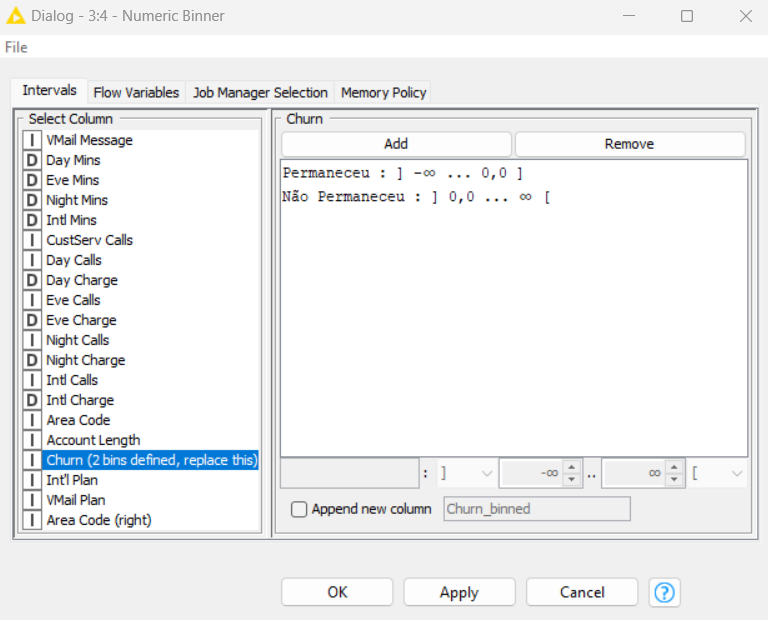 Dialog - 3:4 - Numeric Binner
File
Intervals Flow Variables Job Manager Selection Memory Policy
Select Column
I VMail Message
D Day Mins
D Eve Mins
D Night Mins
D Intl Mins
I CustServ Calls
I Day Calls
D Day Charge
I Eve Calls
D Eve Charge
I Night Calls
D Night Charge
I Intl Calls
D Intl Charge
I Area Code
I Account Length
I Churn (2 bins defined, replace this)
I Int'l Plan
I VMail Plan
I Area Code (right)
Churn
Add Remove
Permaneceu : ] -∞ ... 0,0 ]
Não Permaneceu : ] 0,0 ... ∞ [
: ] -∞ .. ∞ [
Append new column Churn_binned
OK Apply Cancel ?